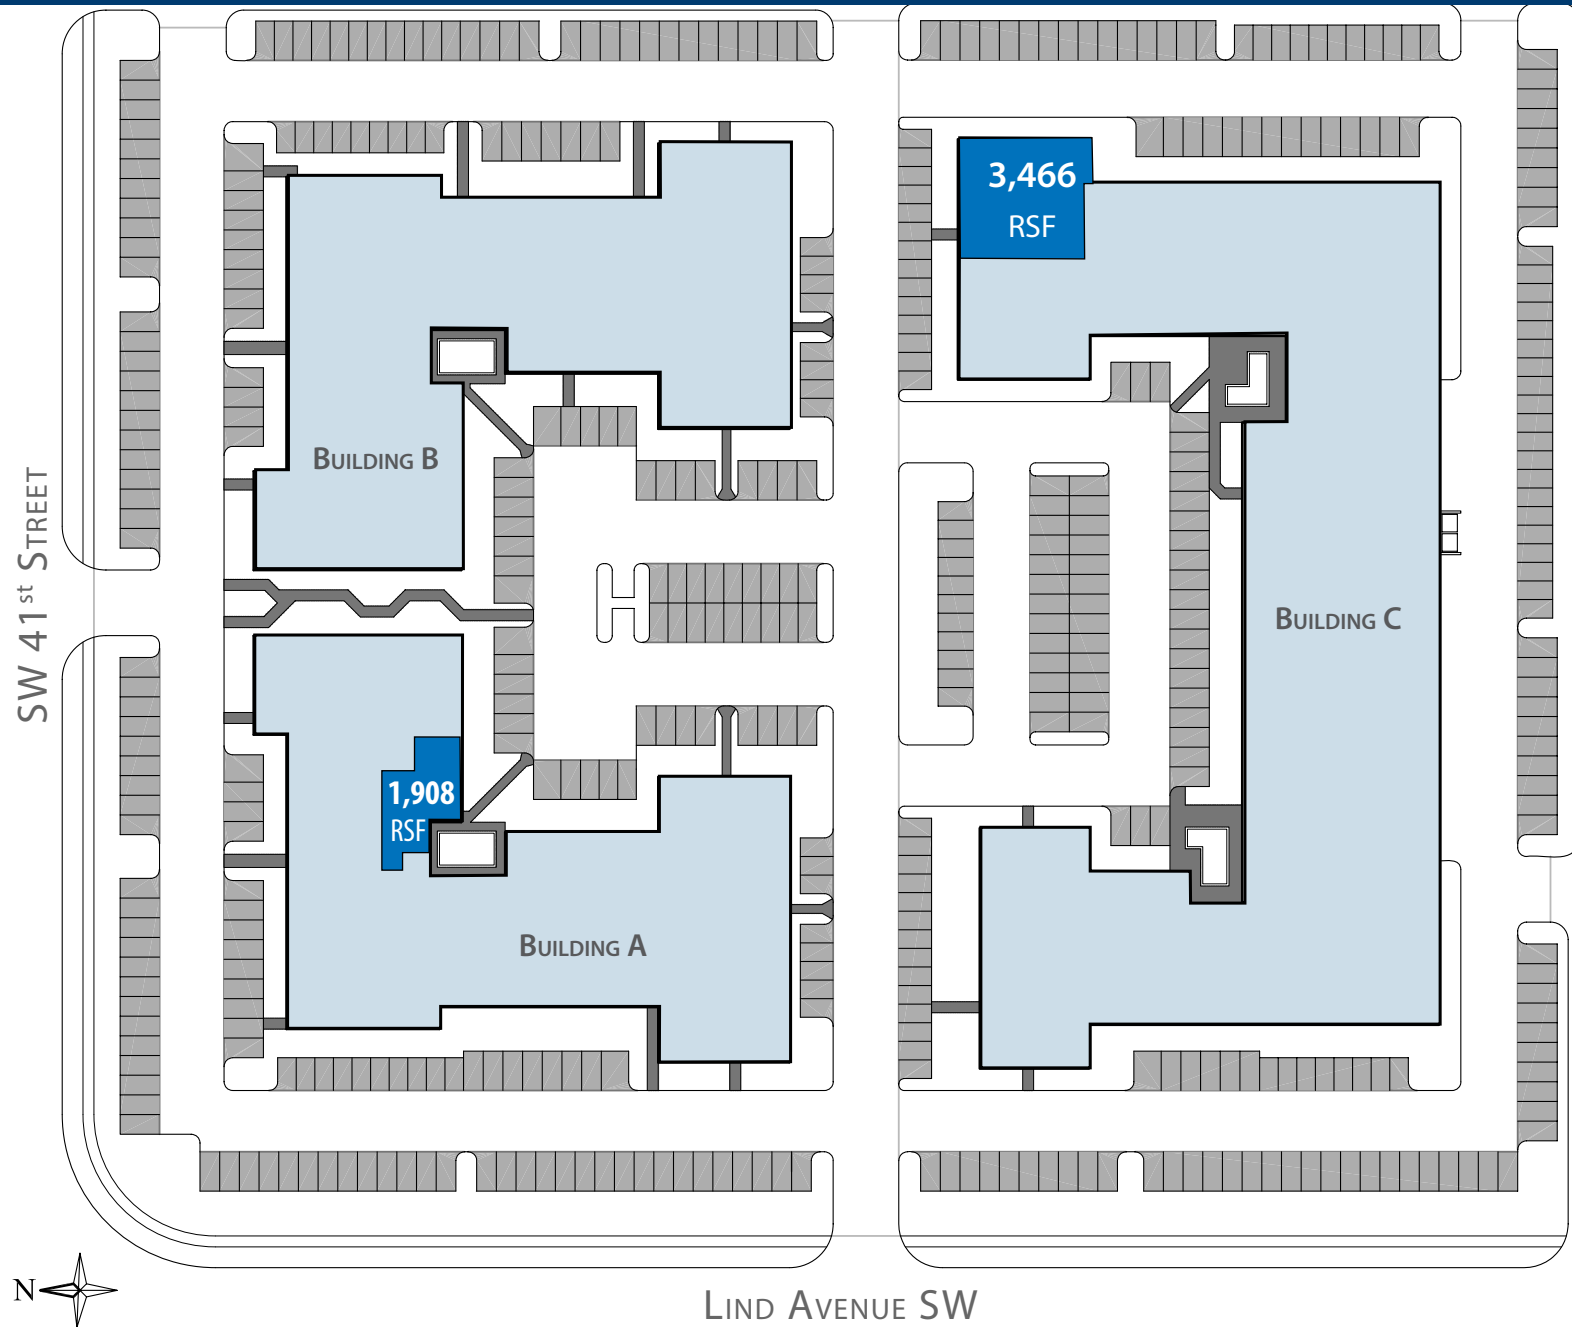 3,466
RSF
BUILDING B
SW 41st STREET
BUILDING C
1,908
RSF
BUILDING A
N
LIND AVENUE SW